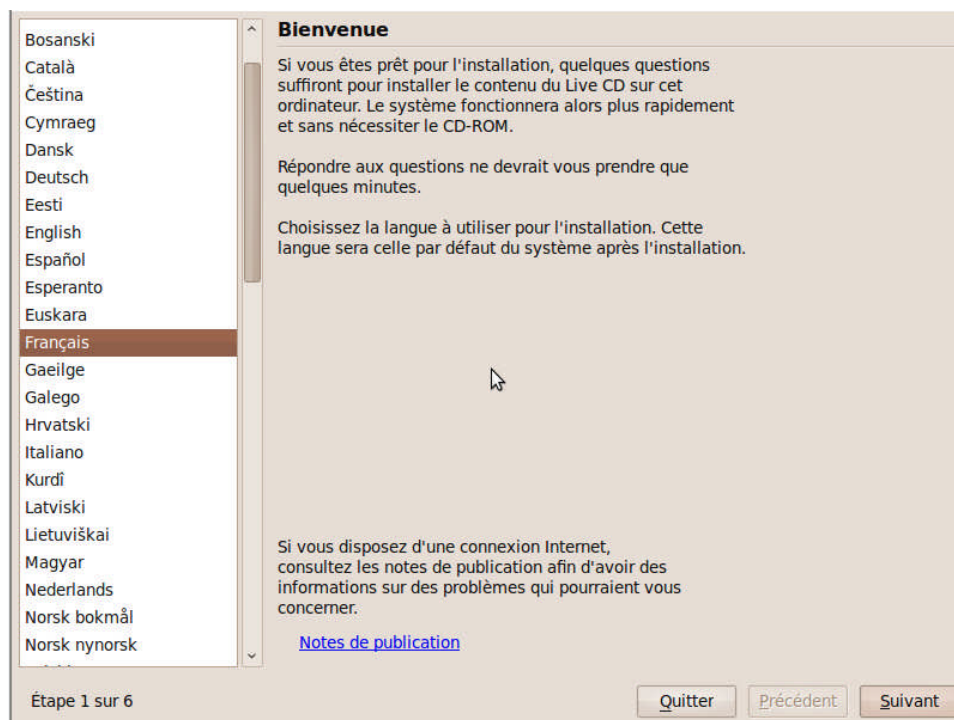 Bosanski
Català
Čeština
Cymraeg
Dansk
Deutsch
Eesti
English
Español
Esperanto
Euskara
Français
Gaeilge
Galego
Hrvatski
Italiano
Kurdî
Latviski
Lietuviškai
Magyar
Nederlands
Norsk bokmål
Norsk nynorsk
Bienvenue
Si vous êtes prêt pour l'installation, quelques questions
suffiront pour installer le contenu du Live CD sur cet
ordinateur. Le système fonctionnera alors plus rapidement
et sans nécessiter le CD-ROM.
Répondre aux questions ne devrait vous prendre que
quelques minutes.
Choisissez la langue à utiliser pour l'installation. Cette
langue sera celle par défaut du système après l'installation.
Si vous disposez d'une connexion Internet,
consultez les notes de publication afin d'avoir des
informations sur des problèmes qui pourraient vous
concerner.
Notes de publication
Étape 1 sur 6
Quitter
Précédent
Suivant